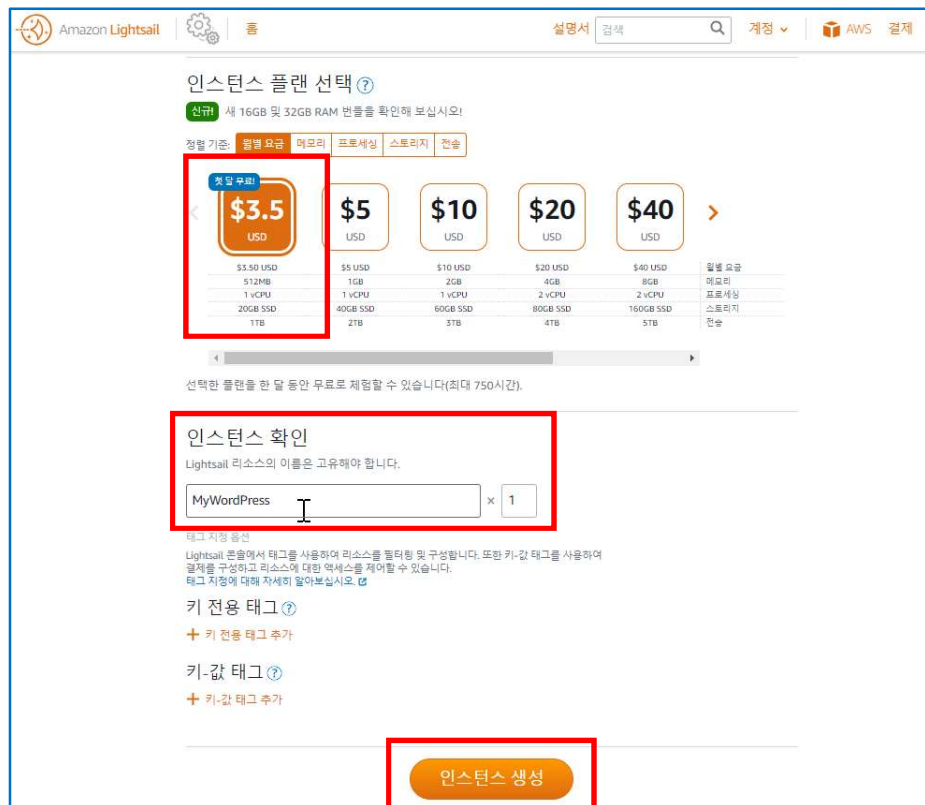 Amazon Lightsail 홈 설명서 검색 계정 AWS 결제
인스턴스 플랜 선택 ?
신규! 새 16GB 및 32GB RAM 번들을 확인해 보십시오!
정렬 기준: 월별 요금 메모리 프로세싱 스토리지 전송
첫 달 무료!
$3.5 $5 $10 $20 $40
USD USD USD USD USD
$3.50 USD $5 USD $10 USD $20 USD $40 USD 월별 요금
512MB 1GB 2GB 4GB 8GB 메모리
1 vCPU 1 vCPU 1 vCPU 2 vCPU 2 vCPU 프로세싱
20GB SSD 40GB SSD 60GB SSD 80GB SSD 160GB SSD 스토리지
1TB 2TB 3TB 4TB 5TB 전송
선택한 플랜을 한 달 동안 무료로 체험할 수 있습니다(최대 750시간).
인스턴스 확인
Lightsail 리소스의 이름은 고유해야 합니다.
MyWordPress × 1
태그 지정 옵션
Lightsail 콘솔에서 태그를 사용하여 리소스를 필터링 및 구성합니다. 또한 키-값 태그를 사용하여
결제를 구성하고 리소스에 대한 액세스를 제어할 수 있습니다.
태그 지정에 대해 자세히 알아보십시오.
키 전용 태그 ?
+ 키 전용 태그 추가
키-값 태그 ?
+ 키-값 태그 추가
인스턴스 생성